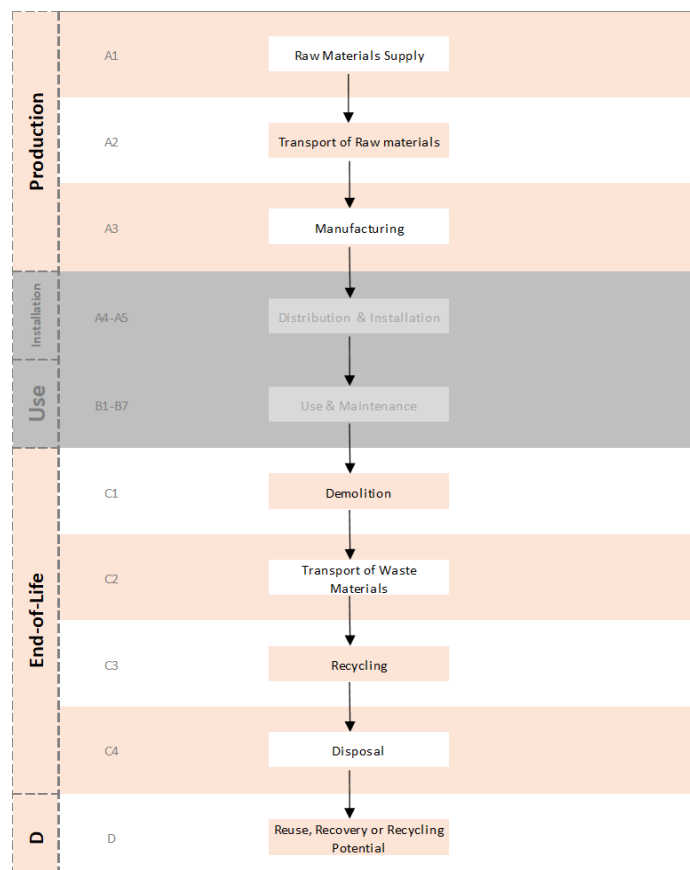 Production
A1
Raw Materials Supply
A2
Transport of Raw materials
A3
Manufacturing
Installation
A4-A5
Distribution & Installation
Use
B1-B7
Use & Maintenance
End-of-Life
C1
Demolition
C2
Transport of Waste
Materials
C3
Recycling
C4
Disposal
D
D
Reuse, Recovery or Recycling
Potential